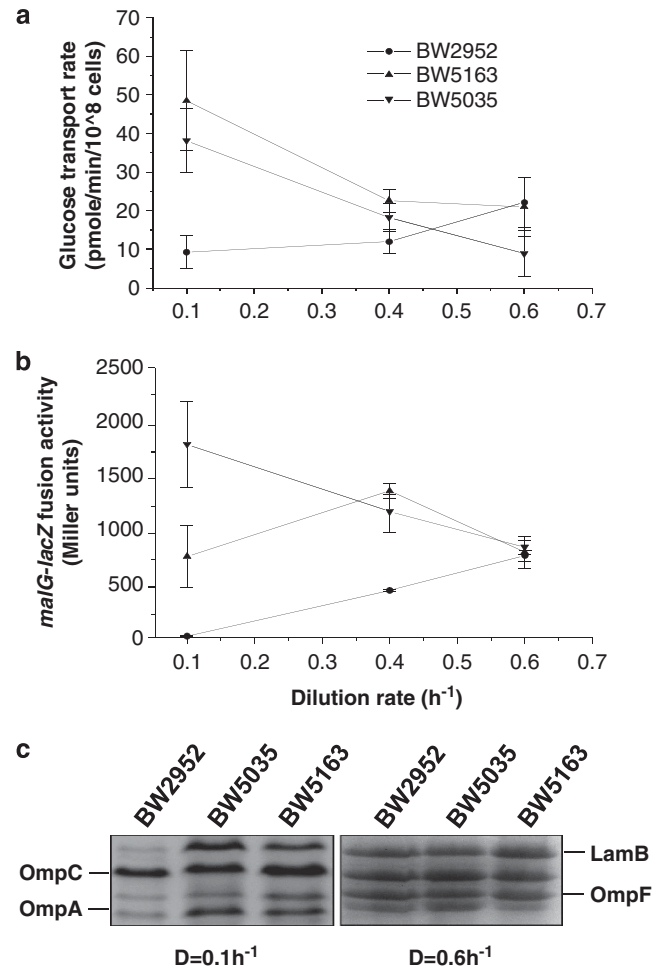 a
Glucose transport rate
(pmole/min/10^8 cells)
70
60
50
40
30
20
10
0
BW2952
BW5163
BW5035
0.1 0.2 0.3 0.4 0.5 0.6 0.7
b
malG-lacZ fusion activity
(Miller units)
2500
2000
1500
1000
500
0
0.1 0.2 0.3 0.4 0.5 0.6 0.7
Dilution rate (h-1)
c
BW2952 BW5035 BW5163 BW2952 BW5035 BW5163
OmpC
OmpA
LamB
OmpF
D=0.1h-1 D=0.6h-1